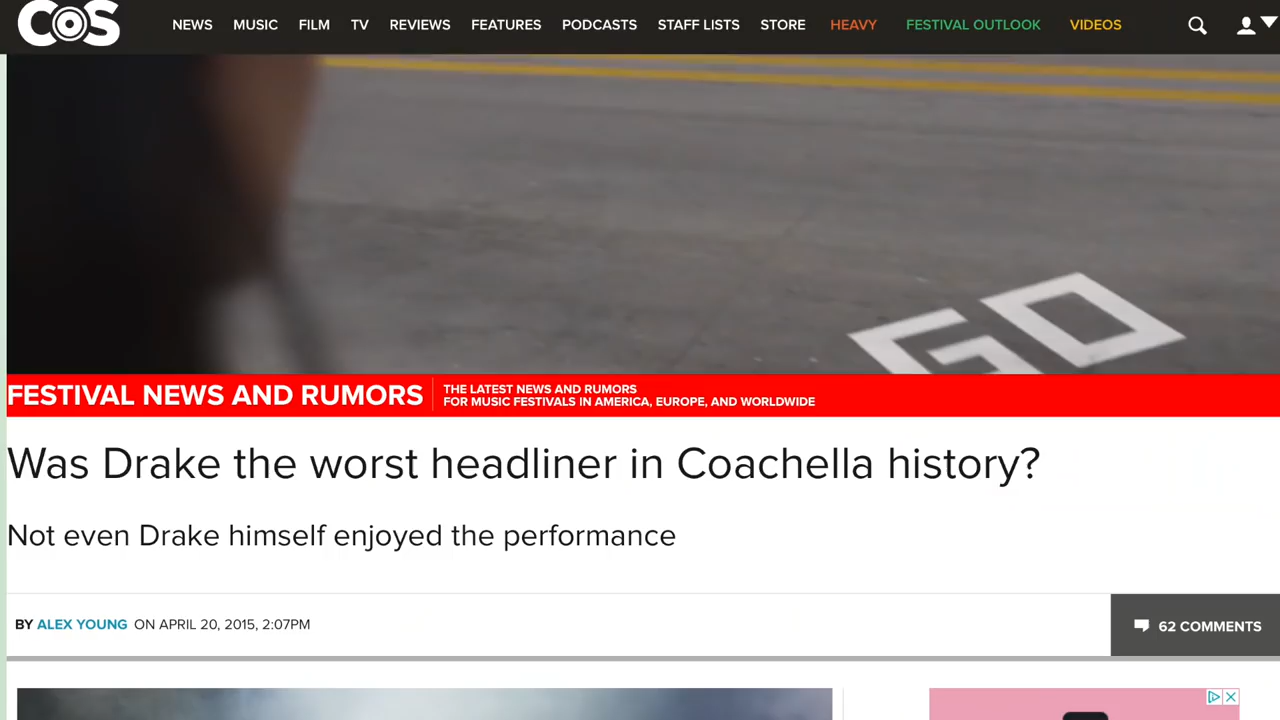 COS NEWS MUSIC FILM TV REVIEWS FEATURES PODCASTS STAFF LISTS STORE HEAVY FESTIVAL OUTLOOK VIDEOS
GO
FESTIVAL NEWS AND RUMORS
THE LATEST NEWS AND RUMORS
FOR MUSIC FESTIVALS IN AMERICA, EUROPE, AND WORLDWIDE
Was Drake the worst headliner in Coachella history?
Not even Drake himself enjoyed the performance
BY ALEX YOUNG ON APRIL 20, 2015, 2:07PM
62 COMMENTS